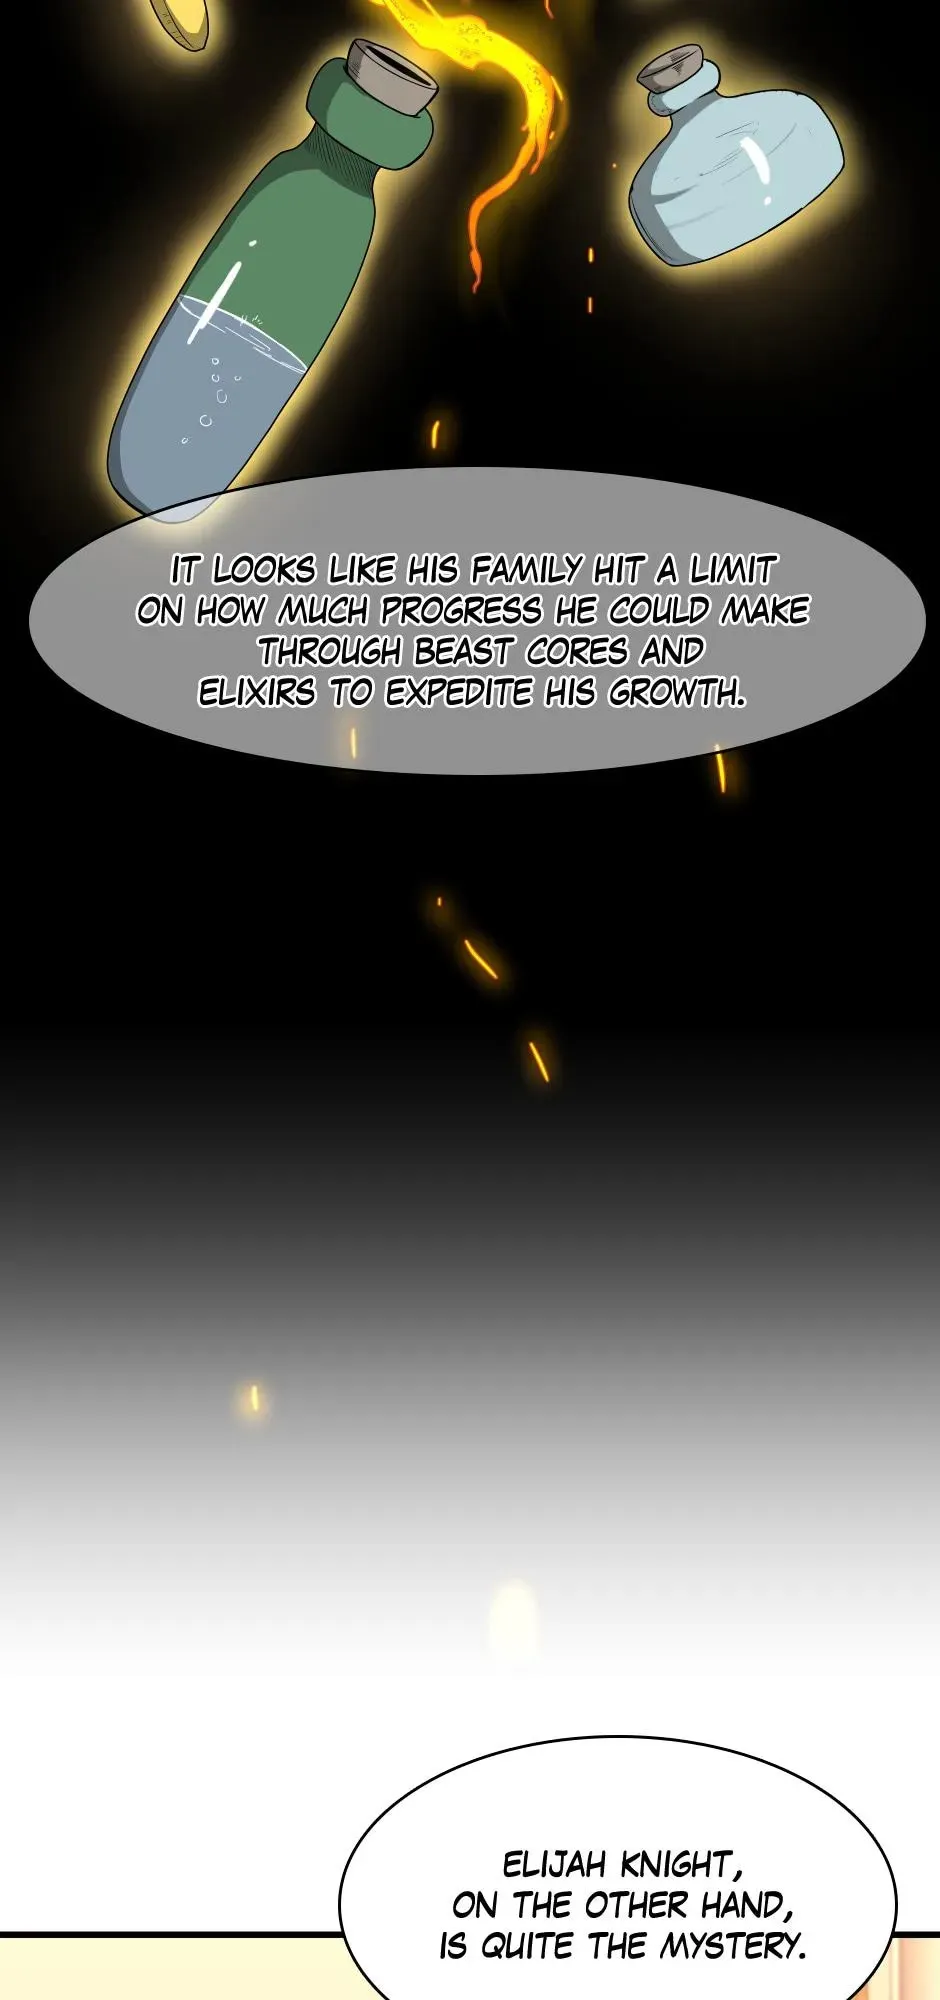 IT LOOKS LIKE HIS FAMILY HIT A LIMIT
ON HOW MUCH PROGRESS HE COULD MAKE
THROUGH BEAST CORES AND
ELIXIRS TO EXPEDITE HIS GROWTH.
ELIJAH KNIGHT,
ON THE OTHER HAND,
IS QUITE THE MYSTERY.